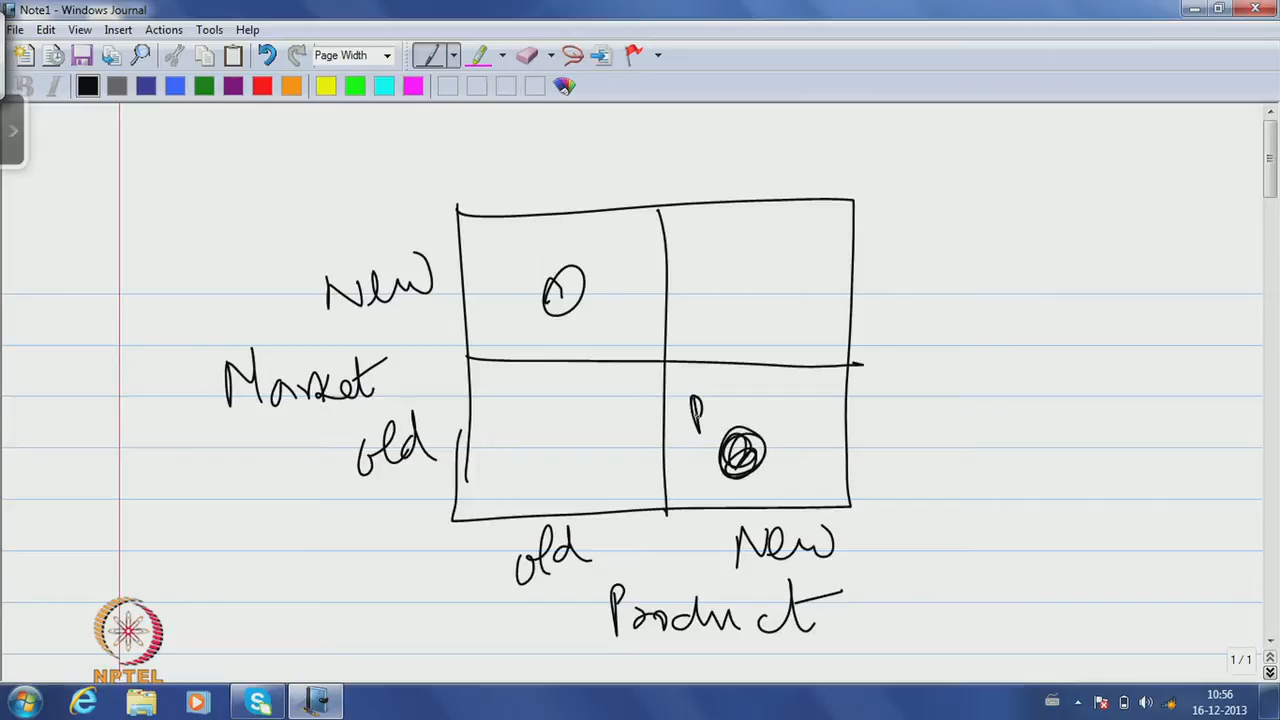 Note1 - Windows Journal
File Edit View Insert Actions Tools Help
Page Width
B I
New
Market
old
P
old New
Product
NPTEL
1 / 1
10:56
16-12-2013